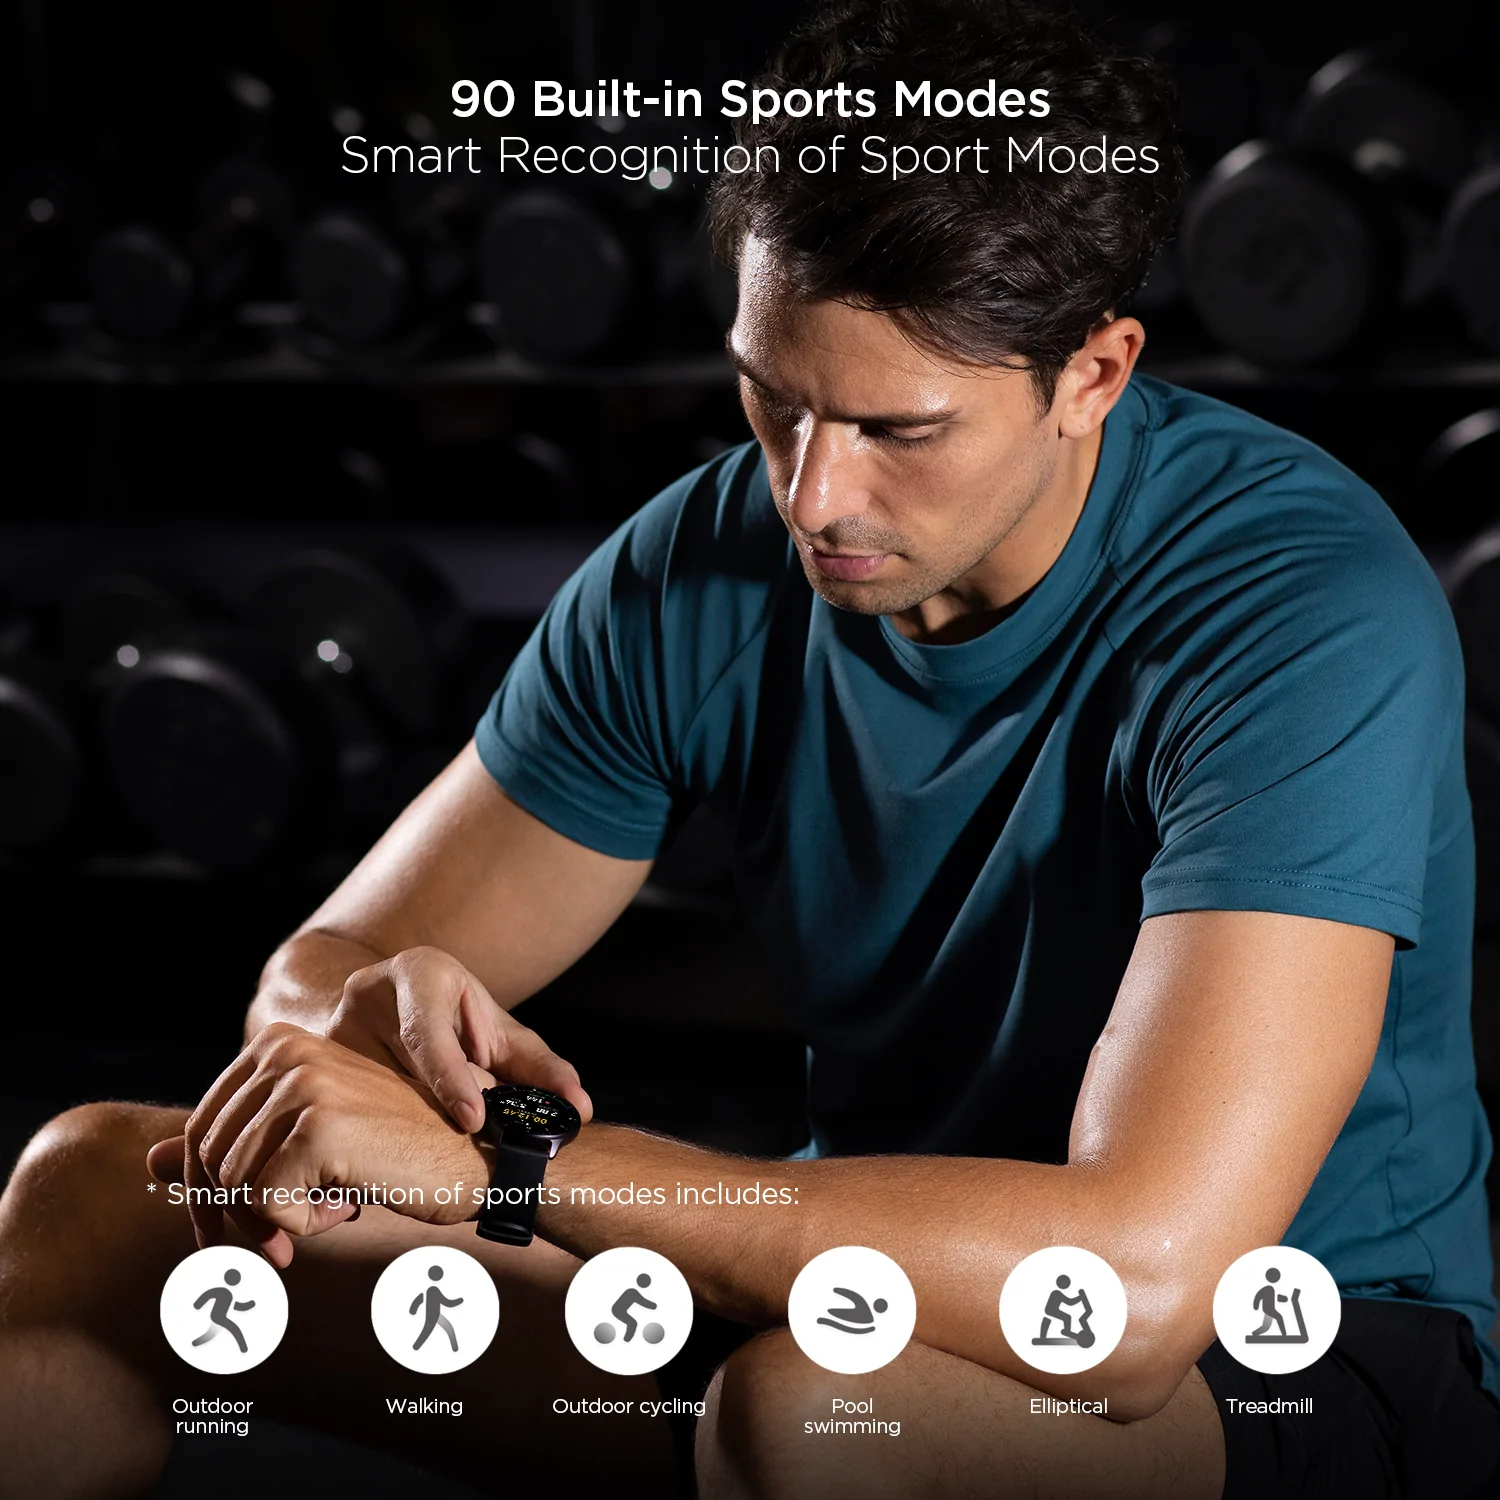 90 Built-in Sports Modes
Smart Recognition of Sport Modes
* Smart recognition of sports modes includes:
Outdoor
running
Walking
Outdoor cycling
Pool
swimming
Elliptical
Treadmill